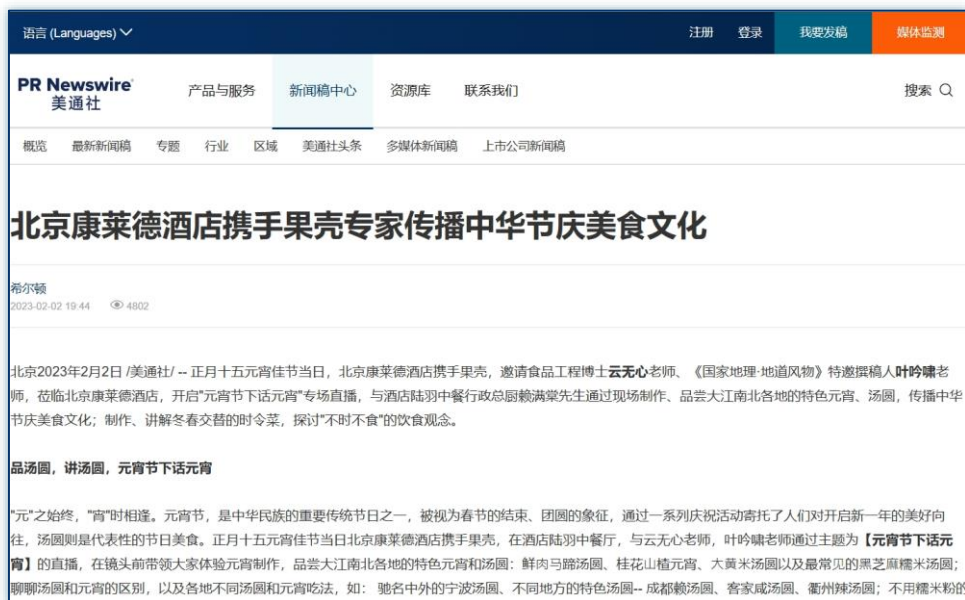 语言 (Languages)
注册 登录 我要发稿 媒体监测
PR Newswire
美通社
产品与服务 新闻稿中心 资源库 联系我们 搜索
概览 最新新闻稿 专题 行业 区域 美通社头条 多媒体新闻稿 上市公司新闻稿
北京康莱德酒店携手果壳专家传播中华节庆美食文化
希尔顿
2023-02-02 19:44 4802
北京2023年2月2日 /美通社/ -- 正月十五元宵佳节当日，北京康莱德酒店携手果壳，邀请食品工程博士云无心老师、《国家地理·地道风物》特邀撰稿人叶吟啸老
师，莅临北京康莱德酒店，开启"元宵节下话元宵"专场直播，与酒店陆羽中餐行政总厨赖满棠先生通过现场制作、品尝大江南北各地的特色元宵、汤圆，传播中华
节庆美食文化；制作、讲解冬春交替的时令菜，探讨"不时不食"的饮食观念。
品汤圆，讲汤圆，元宵节下话元宵
"元"之始终，"宵"时相逢。元宵节，是中华民族的重要传统节日之一，被视为春节的结束、团圆的象征，通过一系列庆祝活动寄托了人们对开启新一年的美好向
往，汤圆则是代表性的节日美食。正月十五元宵佳节当日北京康莱德酒店携手果壳，在酒店陆羽中餐厅，与云无心老师，叶吟啸老师通过主题为【元宵节下话元
宵】的直播，在镜头前带领大家体验元宵制作，品尝大江南北各地的特色元宵和汤圆：鲜肉马蹄汤圆、桂花山楂元宵、大黄米汤圆以及最常见的黑芝麻糯米汤圆；
聊聊汤圆和元宵的区别，以及各地不同汤圆和元宵吃法，如： 驰名中外的宁波汤圆、不同地方的特色汤圆-- 成都赖汤圆、客家咸汤圆、衢州辣汤圆；不用糯米粉的